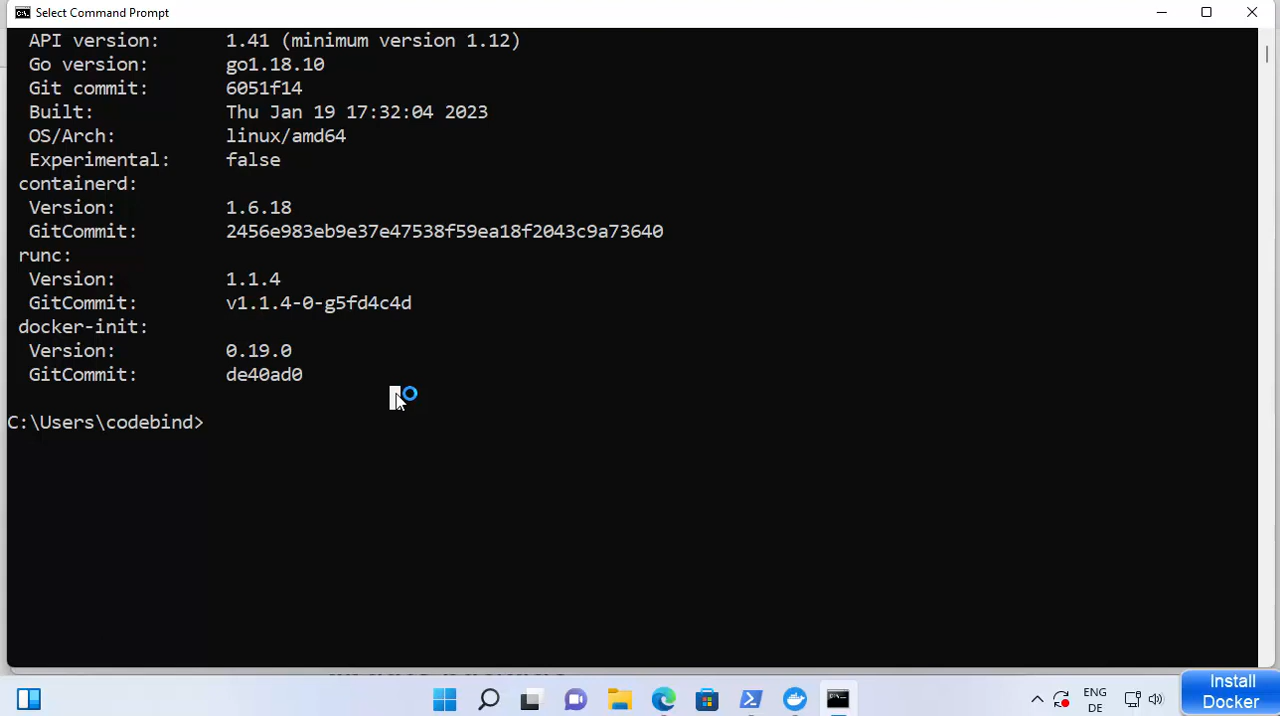 Select Command Prompt
API version: 1.41 (minimum version 1.12)
Go version: go1.18.10
Git commit: 6051f14
Built: Thu Jan 19 17:32:04 2023
OS/Arch: linux/amd64
Experimental: false
containerd:
Version: 1.6.18
GitCommit: 2456e983eb9e37e47538f59ea18f2043c9a73640
runc:
Version: 1.1.4
GitCommit: v1.1.4-0-g5fd4c4d
docker-init:
Version: 0.19.0
GitCommit: de40ad0
C:\Users\codebind>
ENG
DE
Install
Docker